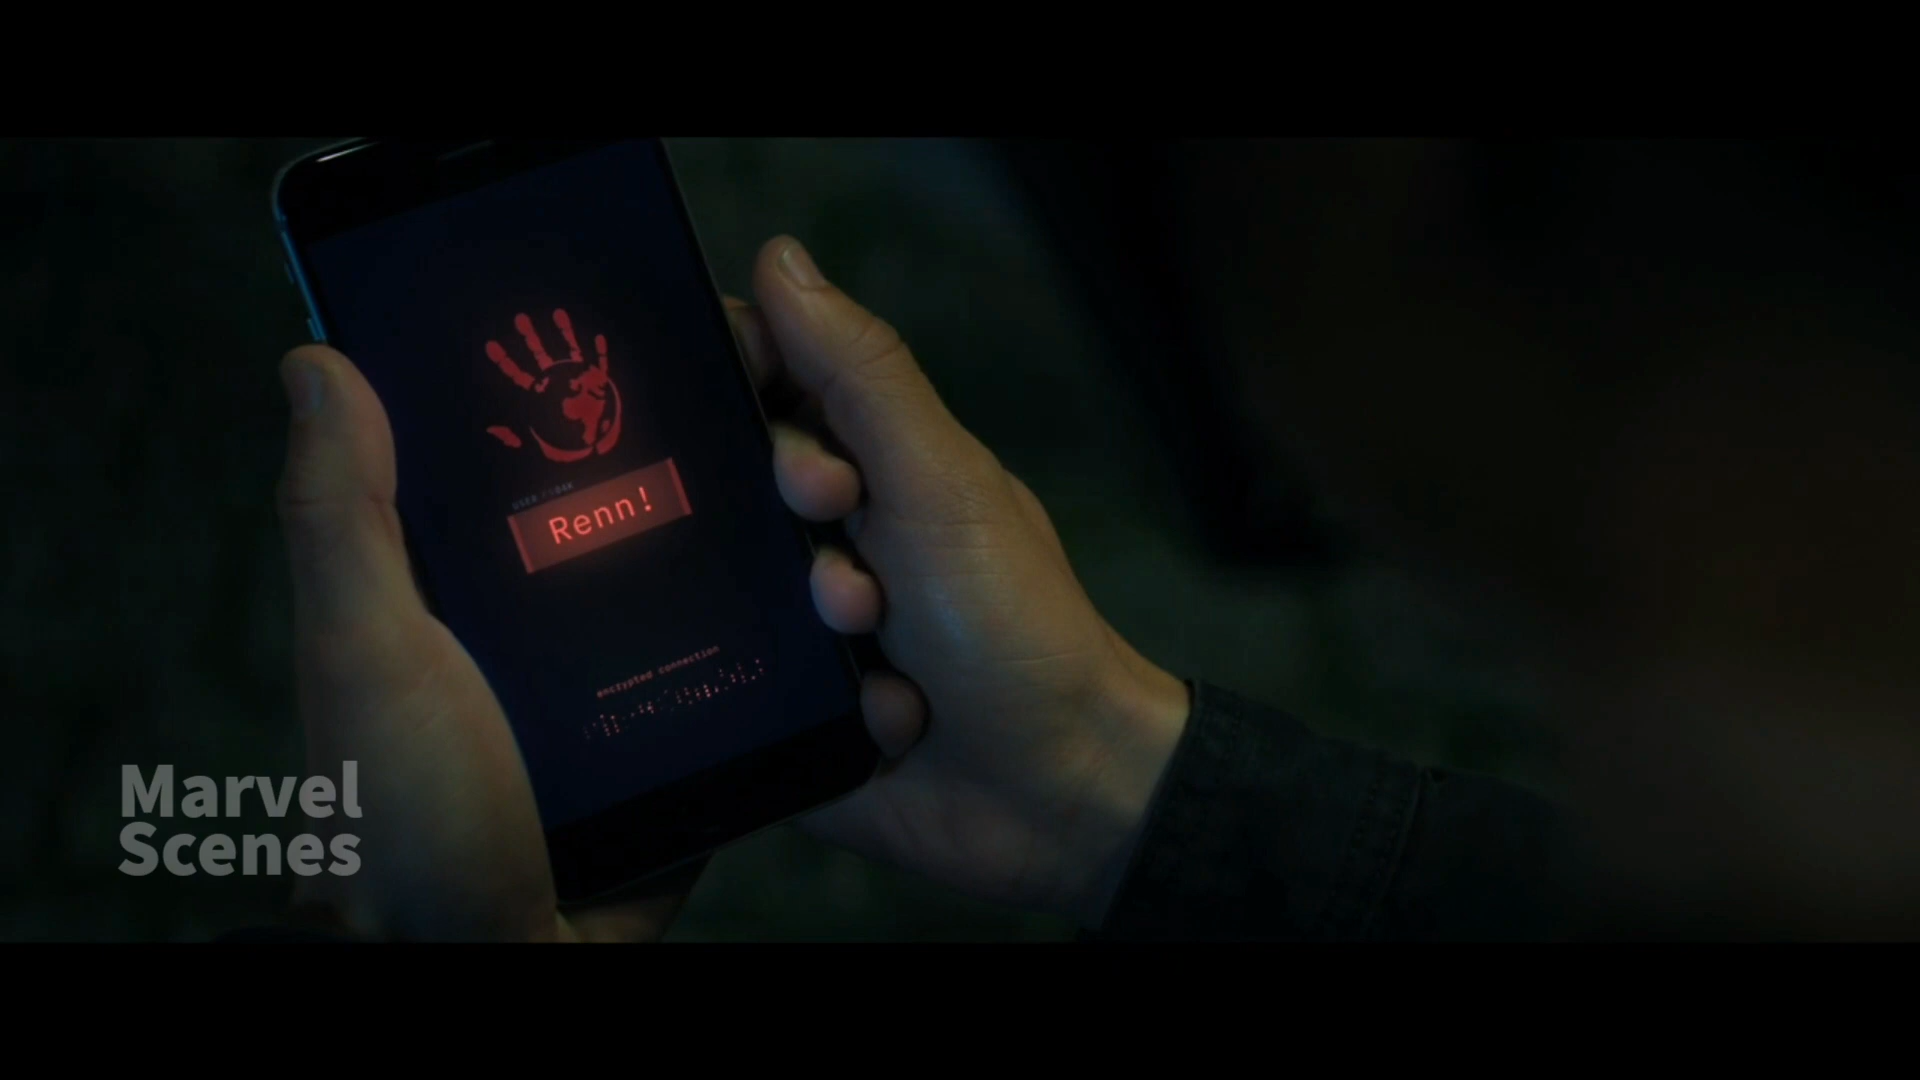 Renn!
encrypted connection
Marvel
Scenes